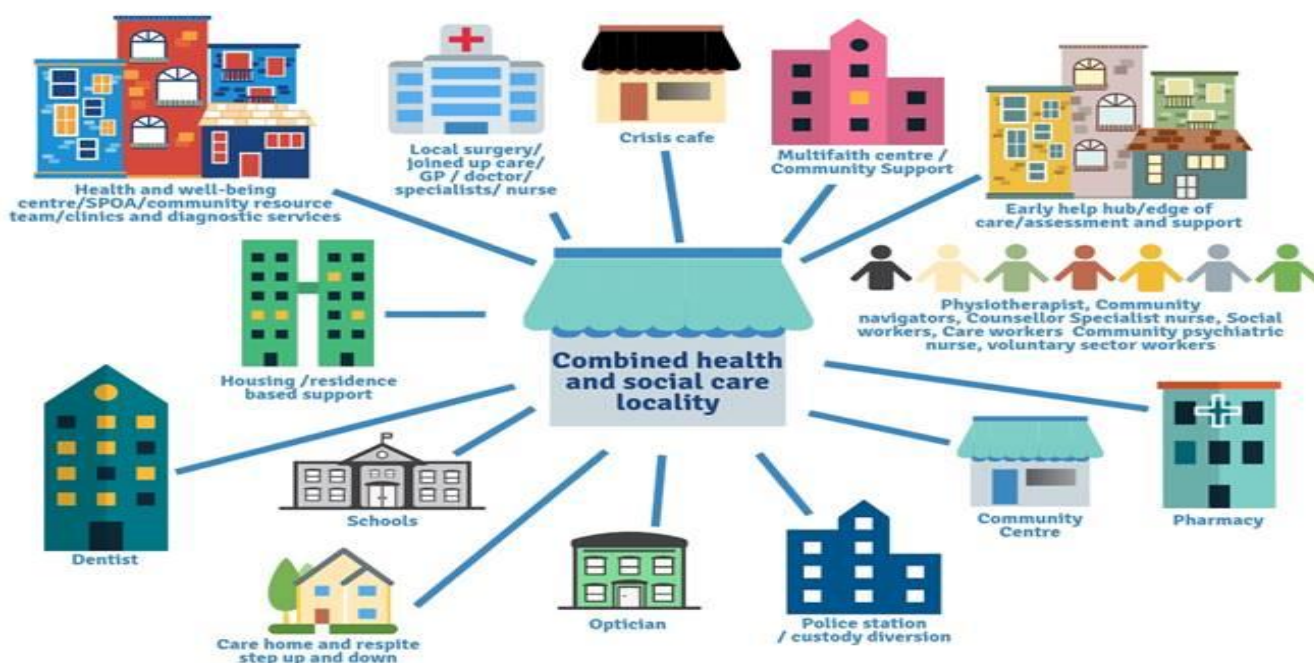 Health and well-being
centre/SPOA/community resource
team/clinics and diagnostic services
Local surgery/
joined up care/
GP / doctor/
specialists/ nurse
Crisis cafe
Multifaith centre /
Community Support
Early help hub/edge of
care/assessment and support
Physiotherapist, Community
navigators, Counsellor Specialist nurse, Social
workers, Care workers Community psychiatric
nurse, voluntary sector workers
Housing /residence
based support
Combined health
and social care
locality
Dentist
Schools
Care home and respite
step up and down
Optician
Police station
/ custody diversion
Community
Centre
Pharmacy